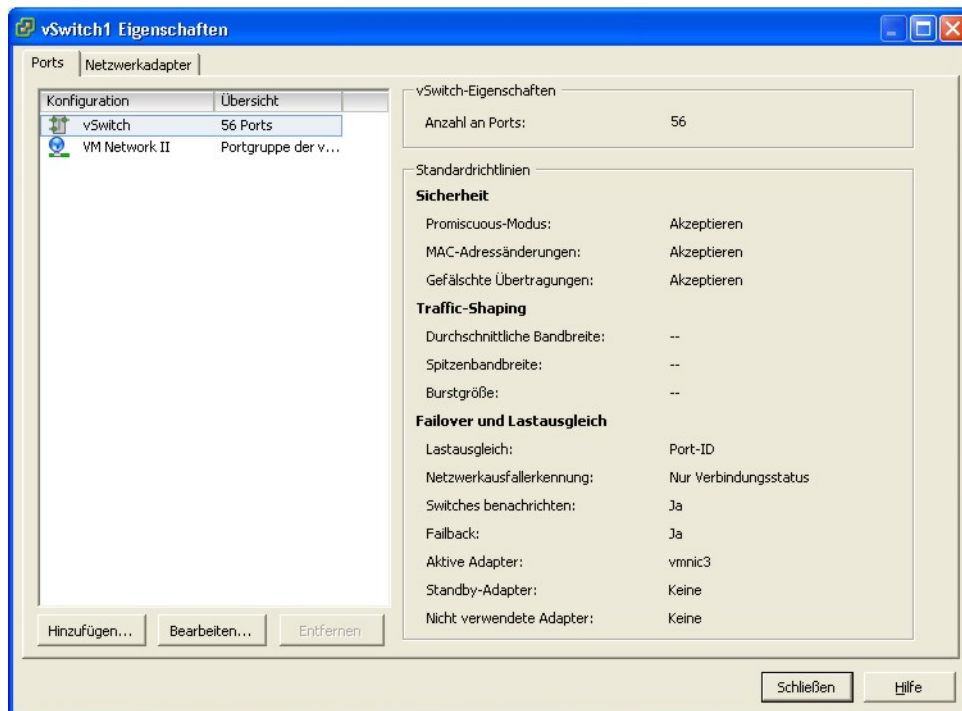 vSwitch1 Eigenschaften
Ports Netzwerkadapter
Konfiguration Übersicht
vSwitch 56 Ports
VM Network II Portgruppe der v...
Hinzufügen... Bearbeiten... Entfernen
vSwitch-Eigenschaften
Anzahl an Ports: 56
Standardrichtlinien
Sicherheit
Promiscuous-Modus: Akzeptieren
MAC-Adressänderungen: Akzeptieren
Gefälschte Übertragungen: Akzeptieren
Traffic-Shaping
Durchschnittliche Bandbreite: --
Spitzenbandbreite: --
Burstgröße: --
Failover und Lastausgleich
Lastausgleich: Port-ID
Netzwerkausfallerkennung: Nur Verbindungsstatus
Switches benachrichten: Ja
Failback: Ja
Aktive Adapter: vmnic3
Standby-Adapter: Keine
Nicht verwendete Adapter: Keine
Schließen Hilfe